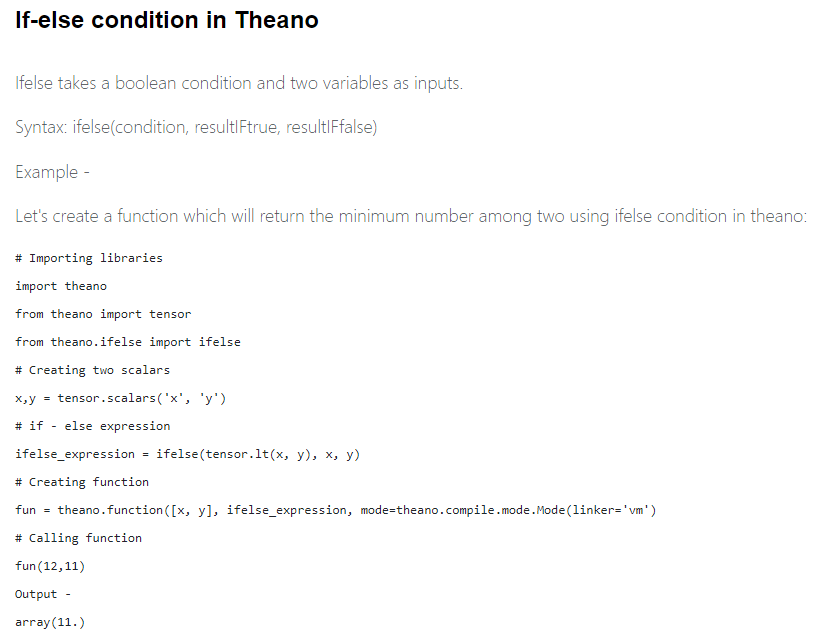 If-else condition in Theano
Ifelse takes a boolean condition and two variables as inputs.
Syntax: ifelse(condition, resultIFtrue, resultIFfalse)
Example -
Let's create a function which will return the minimum number among two using ifelse condition in theano:
# Importing libraries
import theano
from theano import tensor
from theano.ifelse import ifelse
# Creating two scalars
x,y = tensor.scalars('x', 'y')
# if - else expression
ifelse_expression = ifelse(tensor.lt(x, y), x, y)
# Creating function
fun = theano.function([x, y], ifelse_expression, mode=theano.compile.mode.Mode(linker='vm')
# Calling function
fun(12,11)
Output -
array(11.)